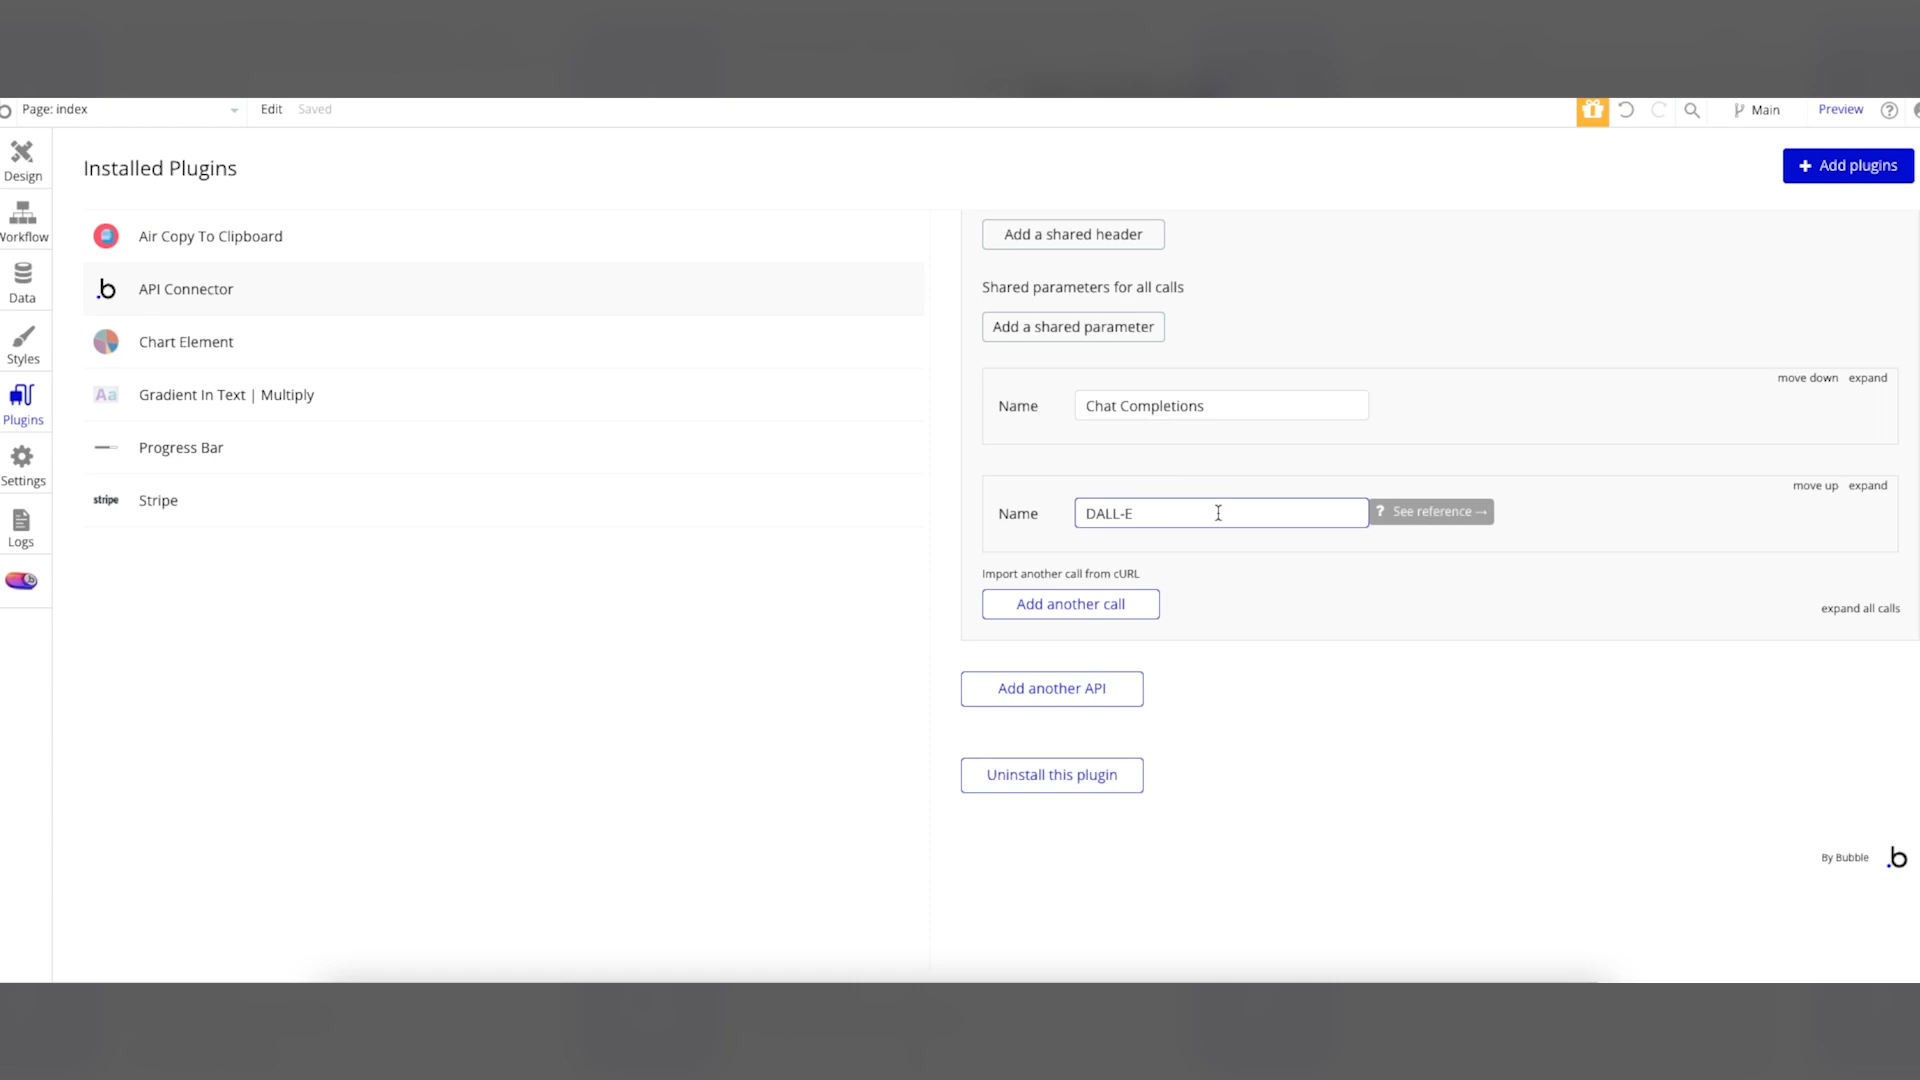 Page: index
Edit
Saved
Main
Preview
Design
Workflow
Data
Styles
Plugins
Settings
Logs
Installed Plugins
+ Add plugins
Air Copy To Clipboard
.b API Connector
Chart Element
Aa Gradient In Text | Multiply
Progress Bar
stripe Stripe
Add a shared header
Shared parameters for all calls
Add a shared parameter
move down expand
Name Chat Completions
move up expand
Name DALL-E ? See reference →
Import another call from cURL
Add another call
expand all calls
Add another API
Uninstall this plugin
By Bubble .b